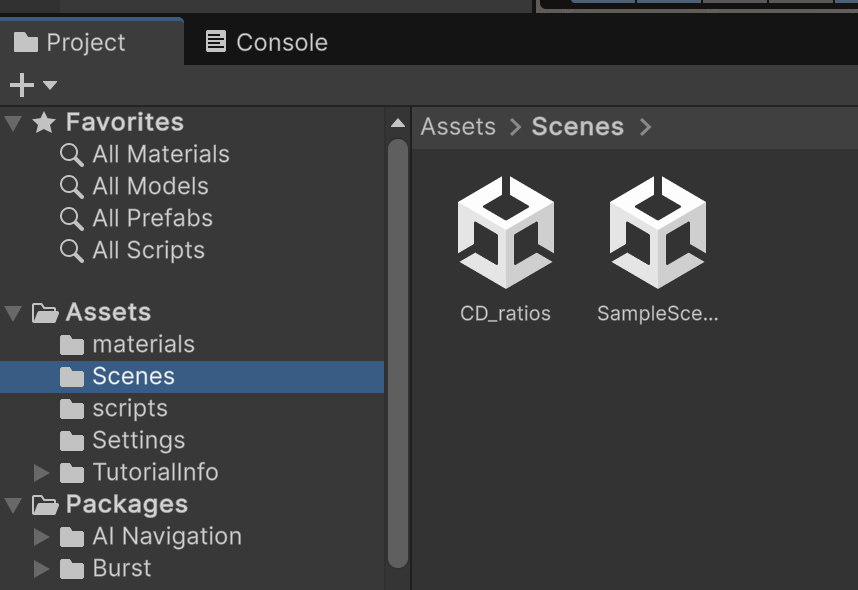 Project
Console
Favorites
All Materials
All Models
All Prefabs
All Scripts
Assets
materials
Scenes
scripts
Settings
TutorialInfo
Packages
AI Navigation
Burst
Assets > Scenes >
CD_ratios
SampleSce...